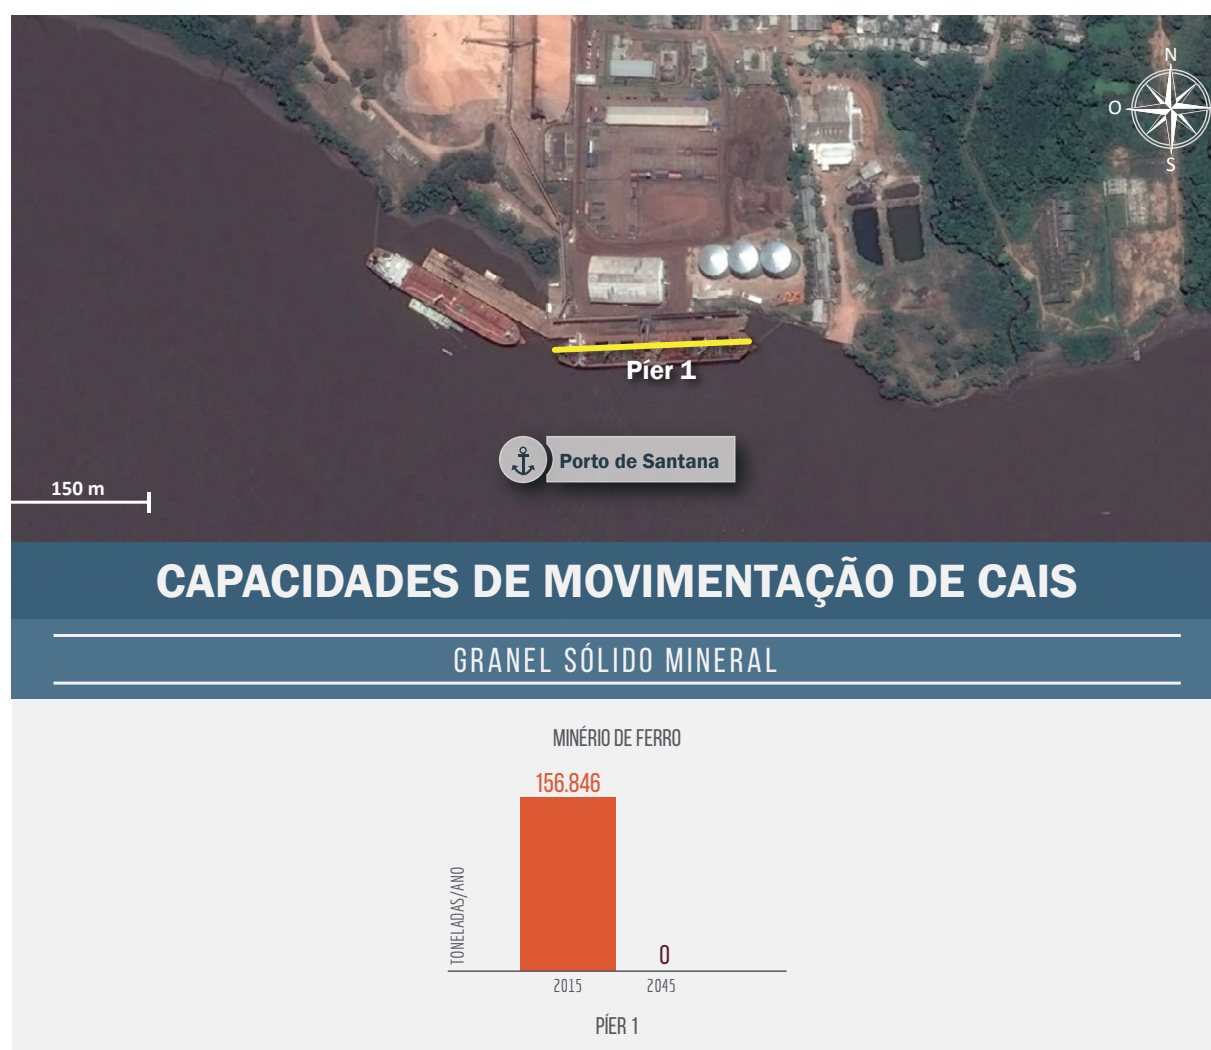 N
O
S
Píer 1
Porto de Santana
150 m
CAPACIDADES DE MOVIMENTAÇÃO DE CAIS
GRANEL SÓLIDO MINERAL
MINÉRIO DE FERRO
156.846
TONELADAS/ANO
0
2015
2045
PÍER 1